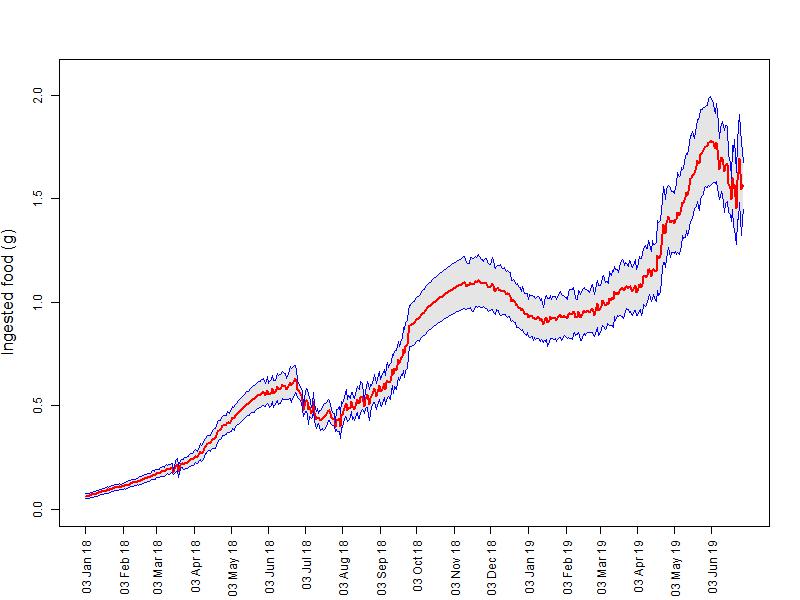 Ingested food (g)
2.0
1.5
1.0
0.5
0.0
03 Jan 18
03 Feb 18
03 Mar 18
03 Apr 18
03 May 18
03 Jun 18
03 Jul 18
03 Aug 18
03 Sep 18
03 Oct 18
03 Nov 18
03 Dec 18
03 Jan 19
03 Feb 19
03 Mar 19
03 Apr 19
03 May 19
03 Jun 19